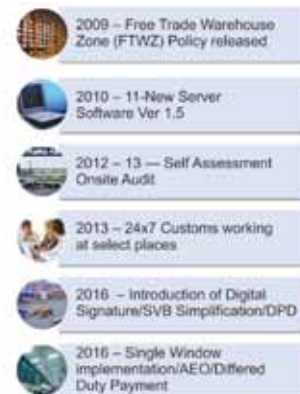 2009 – Free Trade Warehouse
Zone (FTWZ) Policy released
2010 – 11-New Server
Software Ver 1.5
2012 – 13 — Self Assessment
Onsite Audit
2013 – 24x7 Customs working
at select places
2016 – Introduction of Digital
Signature/SVB Simplification/DPD
2016 – Single Window
implementation/AEO/Differed
Duty Payment